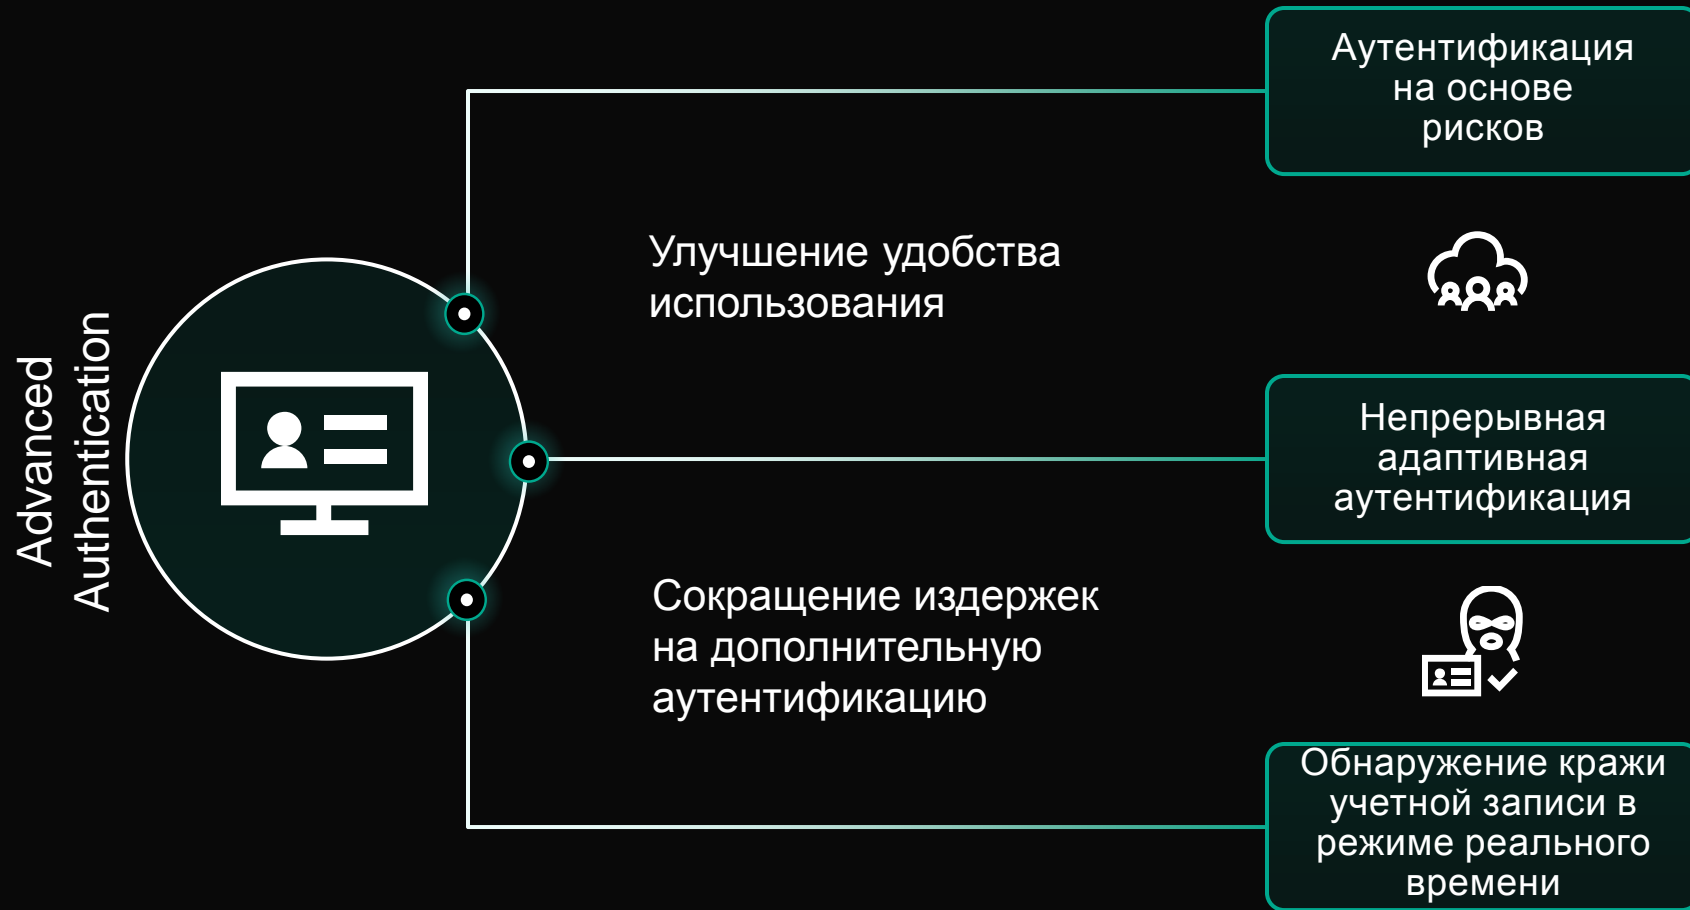 Advanced
Authentication
Аутентификация
на основе
рисков
Улучшение удобства
использования
Непрерывная
адаптивная
аутентификация
Сокращение издержек
на дополнительную
аутентификацию
Обнаружение кражи
учетной записи в
режиме реального
времени